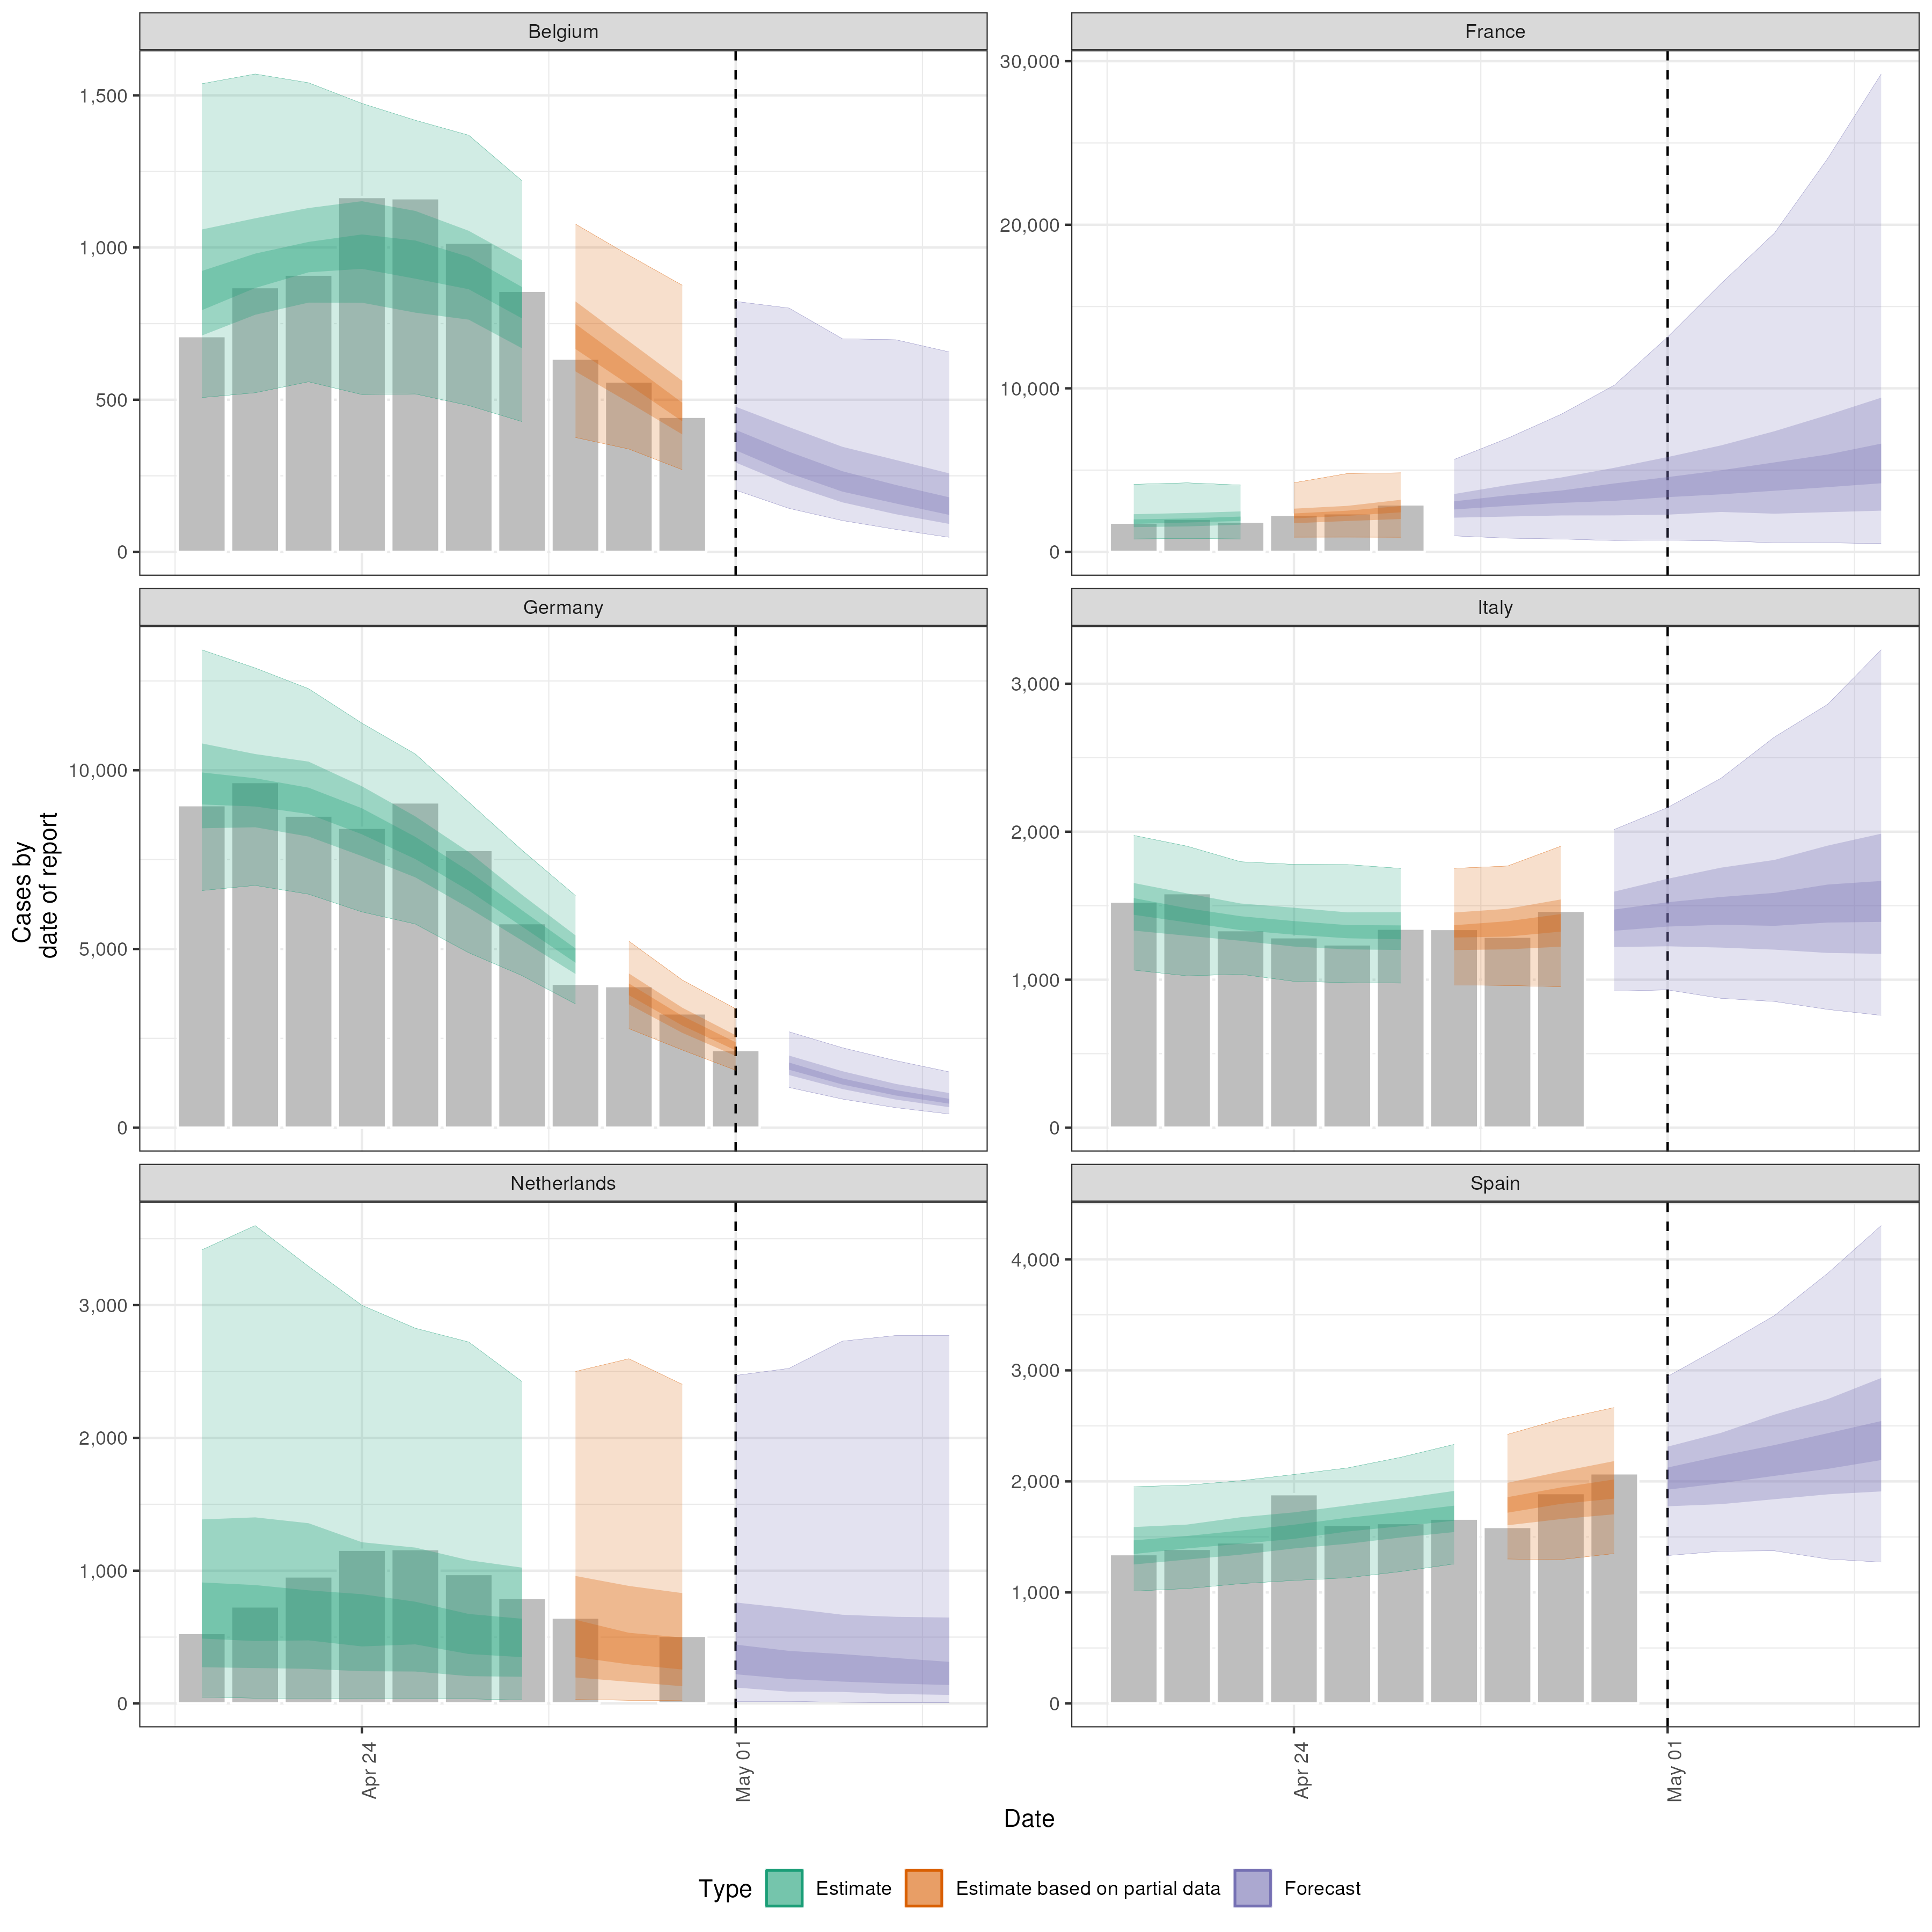 Belgium
France
1,500
1,000
500
0
30,000
20,000
10,000
0
Germany
Italy
10,000
5,000
0
3,000
2,000
1,000
0
Netherlands
Spain
3,000
2,000
1,000
0
4,000
3,000
2,000
1,000
0
Cases by
date of report
Apr 24
May 01
Apr 24
May 01
Date
Type
Estimate
Estimate based on partial data
Forecast